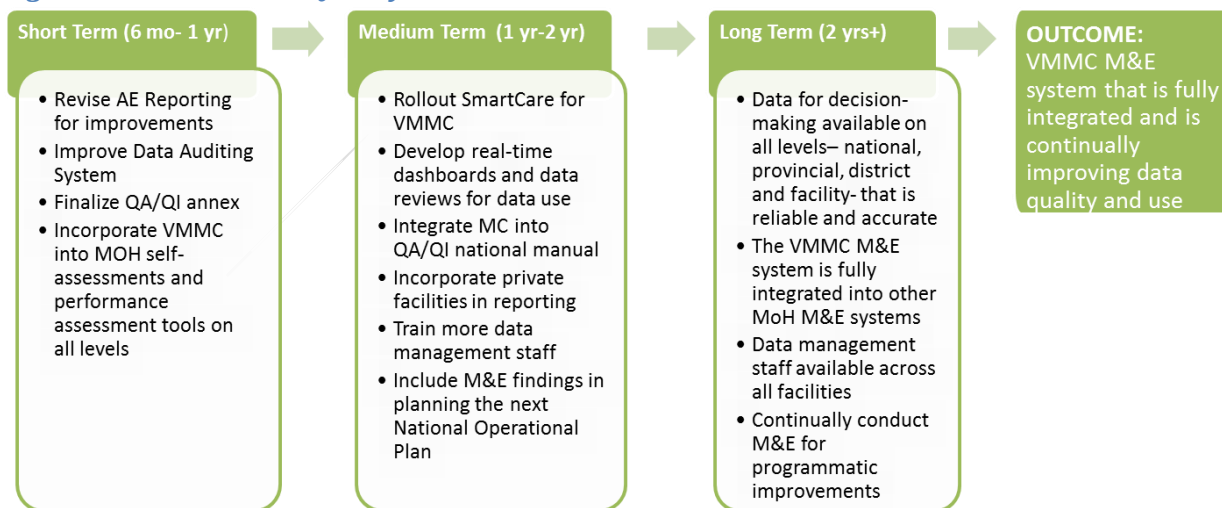 Short Term (6 mo- 1 yr)
• Revise AE Reporting
for improvements
• Improve Data Auditing
System
• Finalize QA/QI annex
• Incorporate VMMC
into MOH self-
assessments and
performance
assessment tools on
all levels
Medium Term (1 yr-2 yr)
• Rollout SmartCare for
VMMC
• Develop real-time
dashboards and data
reviews for data use
• Integrate MC into
QA/QI national manual
• Incorporate private
facilities in reporting
• Train more data
management staff
• Include M&E findings in
planning the next
National Operational
Plan
Long Term (2 yrs+)
• Data for decision-
making available on
all levels– national,
provincial, district
and facility- that is
reliable and accurate
• The VMMC M&E
system is fully
integrated into other
MoH M&E systems
• Data management
staff available across
all facilities
• Continually conduct
M&E for
programmatic
improvements
OUTCOME:
VMMC M&E
system that is fully
integrated and is
continually
improving data
quality and use